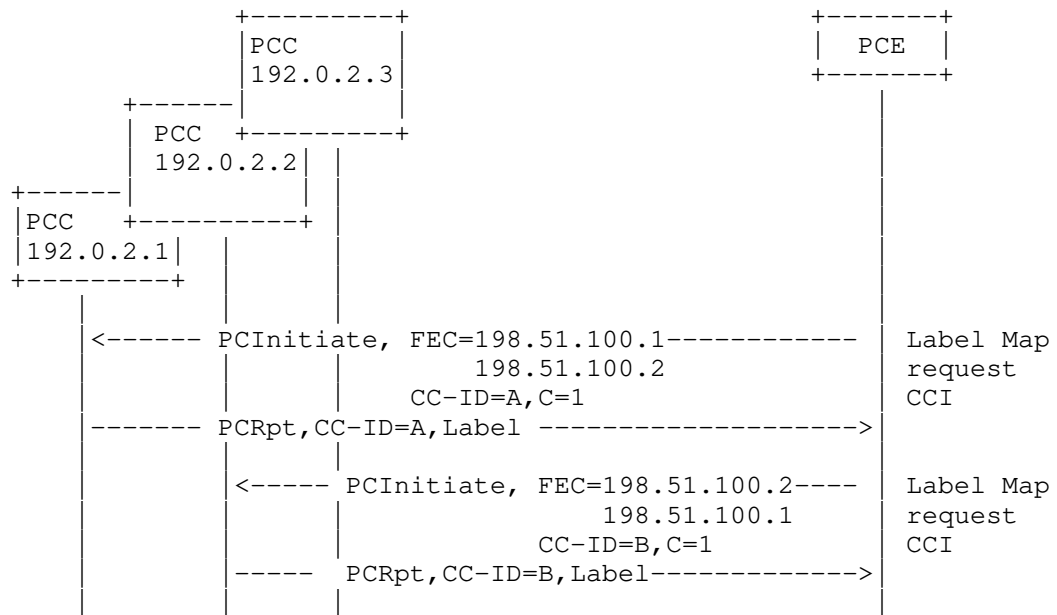 PCC PCE
192.0.2.3
PCC
192.0.2.2
PCC
192.0.2.1
<------ PCInitiate, FEC=198.51.100.1------------ Label Map
198.51.100.2 request
CC-ID=A,C=1 CCI
------- PCRpt,CC-ID=A,Label -------------------->
<----- PCInitiate, FEC=198.51.100.2---- Label Map
198.51.100.1 request
CC-ID=B,C=1 CCI
----- PCRpt,CC-ID=B,Label------------->